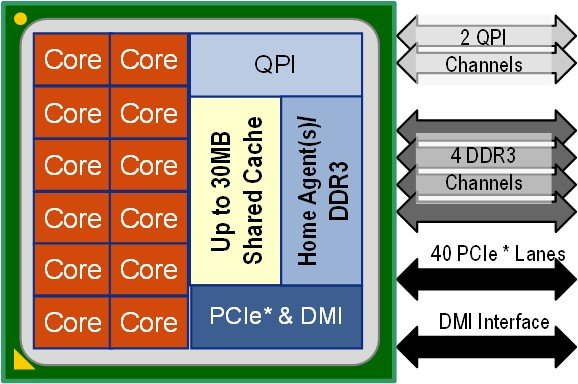 Core Core
Core Core
Core Core
Core Core
Core Core
Core Core
QPI
Up to 30MB
Shared Cache
Home Agent(s)/
DDR3
PCIe* & DMI
2 QPI
Channels
4 DDR3
Channels
40 PCIe * Lanes
DMI Interface